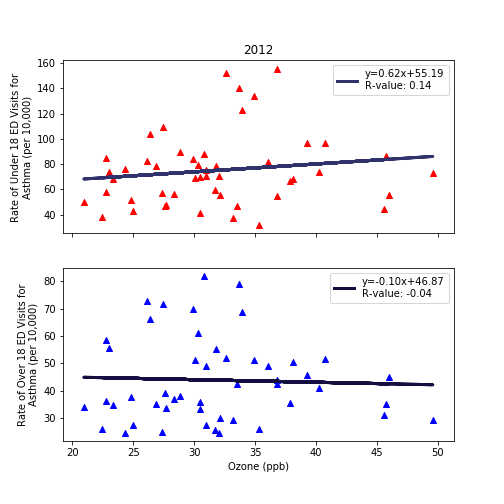 2012
Rate of Under 18 ED Visits for
Asthma (per 10,000)
160
140
120
100
80
60
40
y=0.62x+55.19
R-value: 0.14
Rate of Over 18 ED Visits for
Asthma (per 10,000)
80
70
60
50
40
30
y=-0.10x+46.87
R-value: -0.04
20 25 30 35 40 45 50
Ozone (ppb)